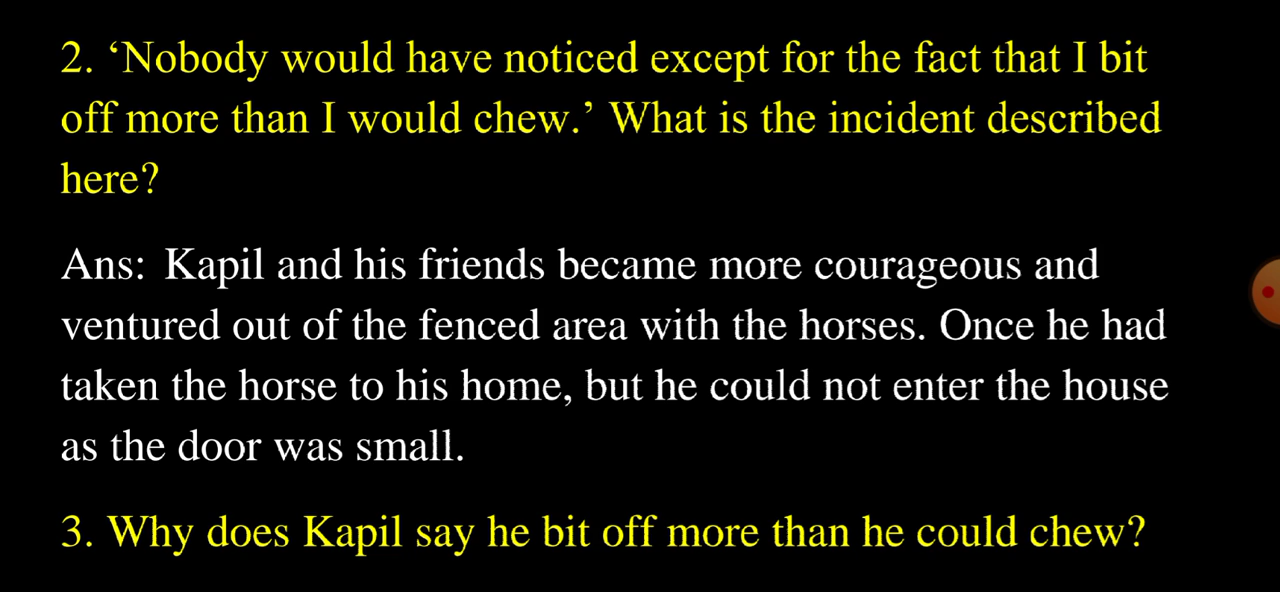 2. ‘Nobody would have noticed except for the fact that I bit
off more than I would chew.’ What is the incident described
here?
Ans: Kapil and his friends became more courageous and
ventured out of the fenced area with the horses. Once he had
taken the horse to his home, but he could not enter the house
as the door was small.
3. Why does Kapil say he bit off more than he could chew?